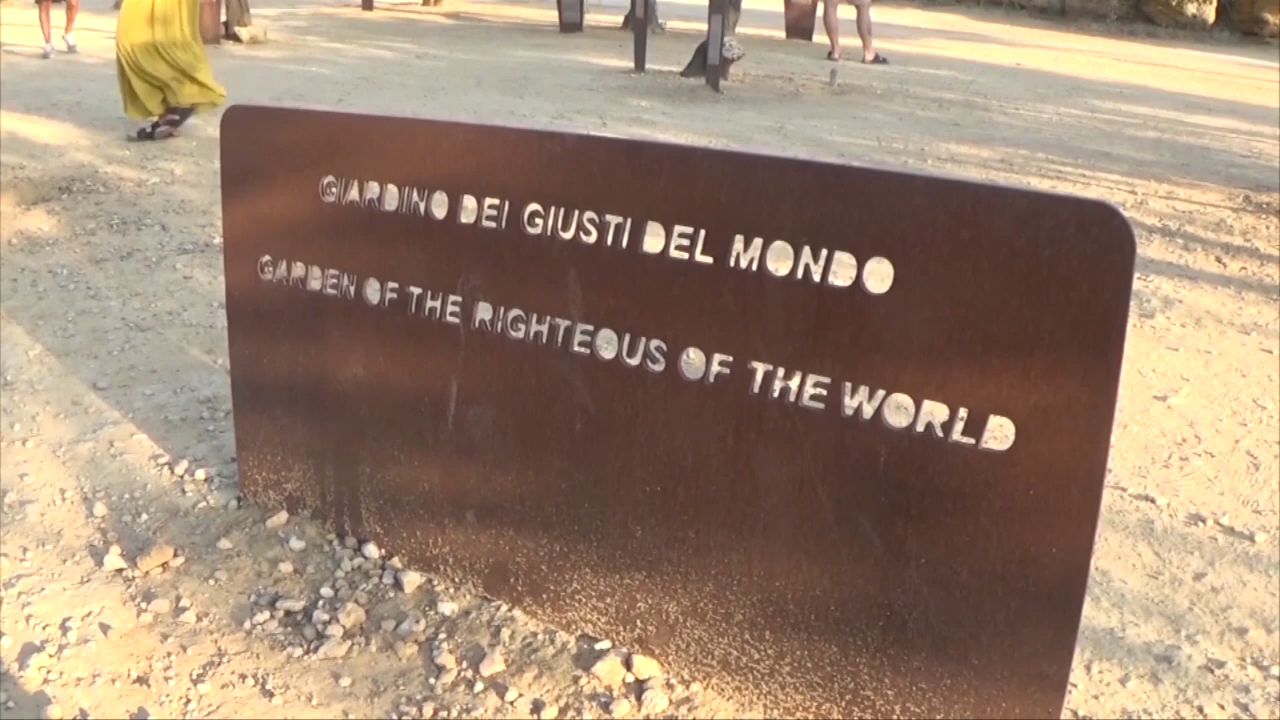 GIARDINO DEI GIUSTI DEL MONDO
GARDEN OF THE RIGHTEOUS OF THE WORLD